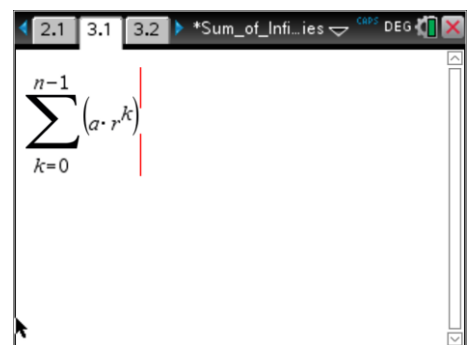 2.1 3.1 3.2 *Sum_of_Infi...ies CAPS DEG
n-1
∑ (a·r^k)
k=0